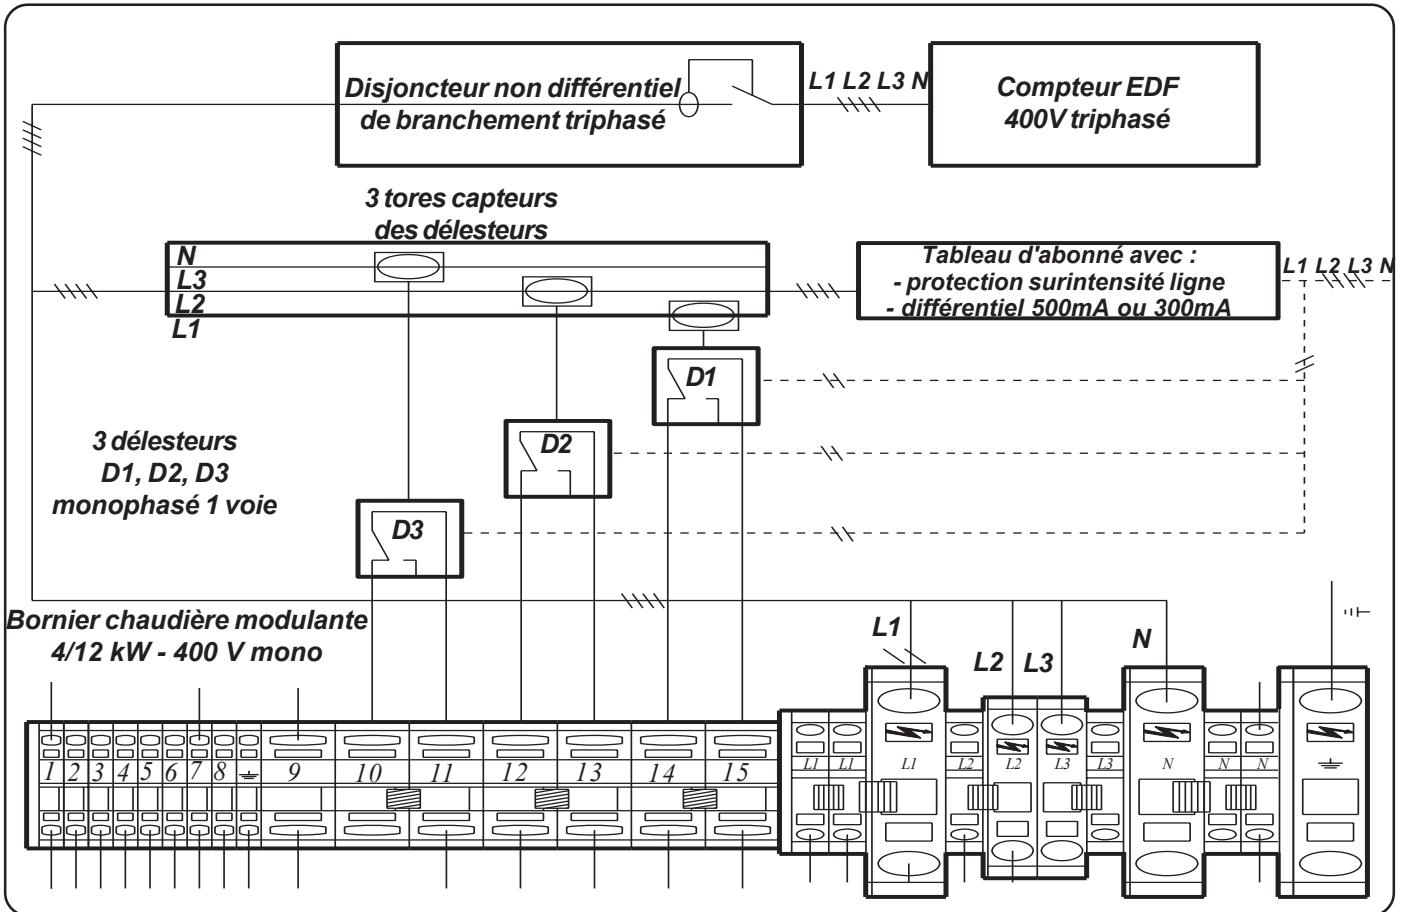 Disjoncteur non différentiel
de branchement triphasé
L1 L2 L3 N
Compteur EDF
400V triphasé
3 tores capteurs
des délesteurs
N
L3
L2
L1
Tableau d'abonné avec :
- protection surintensité ligne
- différentiel 500mA ou 300mA
L1 L2 L3 N
D1
D2
D3
3 délesteurs
D1, D2, D3
monophasé 1 voie
Bornier chaudière modulante
4/12 kW - 400 V mono
L1
L2 L3
N
1 2 3 4 5 6 7 8 9 10 11 12 13 14 15
L1 L1 L1 L2 L2 L3 L3 N N N